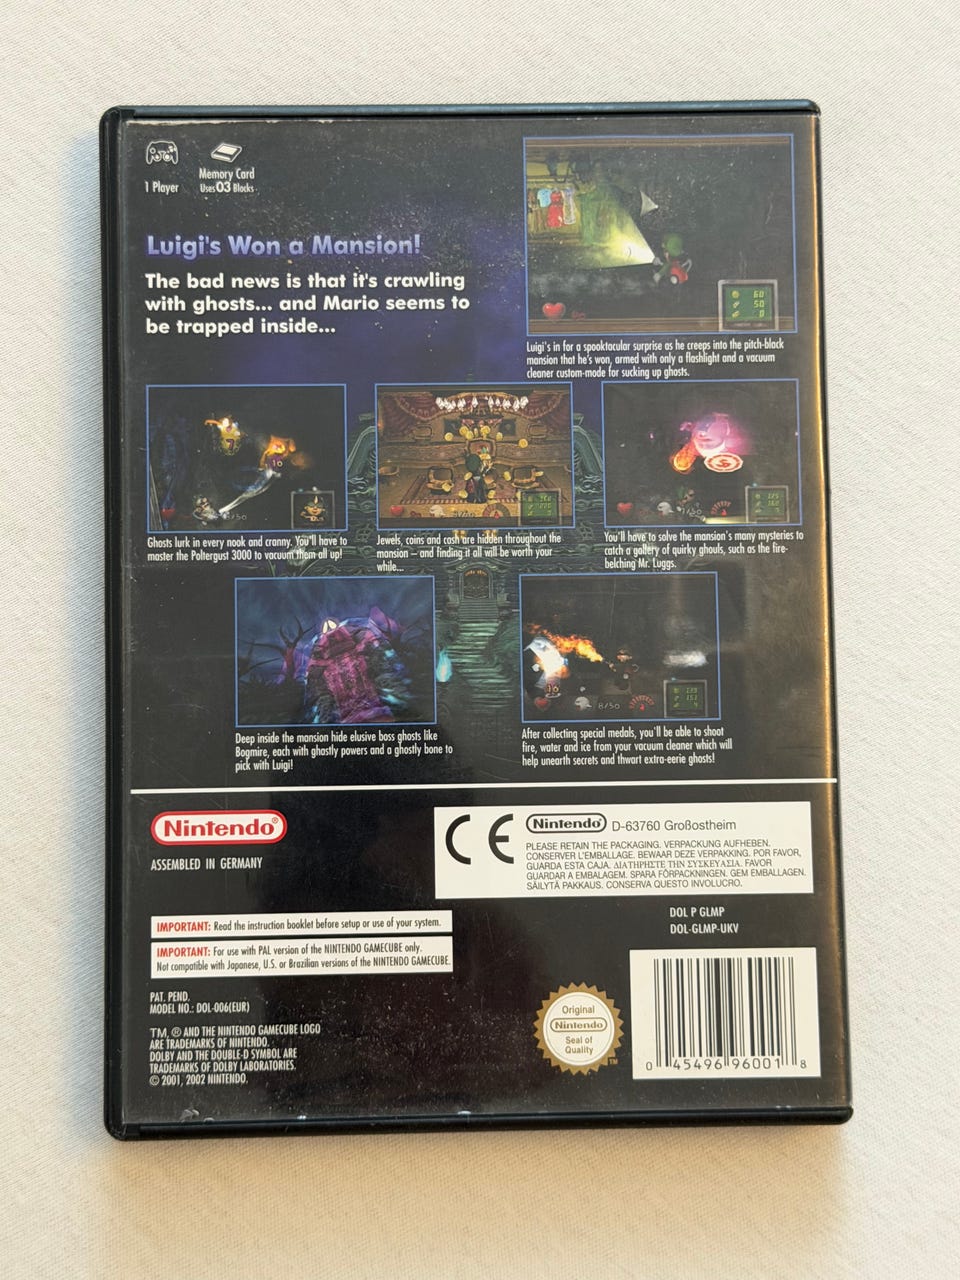 1 Player
Memory Card
Uses 03 Blocks
Luigi's Won a Mansion!
The bad news is that it's crawling
with ghosts... and Mario seems to
be trapped inside...
60
50
0
Luigi's in for a spooktacular surprise as he creeps into the pitch-black
mansion that he's won, armed with only a flashlight and a vacuum
cleaner custom-mode for sucking up ghosts.
Ghosts lurk in every nook and cranny. You'll have to
master the Poltergust 3000 to vacuum them all up!
Jewels, coins and cash are hidden throughout the
mansion – and finding it all will be worth your
while...
You'll have to solve the mansion's many mysteries to
catch a gallery of quirky ghouls, such as the fire-
belching Mr. Luggs.
16
8/50
Deep inside the mansion hide elusive boss ghosts like
Bogmire, each with ghastly powers and a ghostly bone to
pick with Luigi!
After collecting special medals, you'll be able to shoot
fire, water and ice from your vacuum cleaner which will
help unearth secrets and thwart extra-eerie ghosts!
Nintendo®
ASSEMBLED IN GERMANY
CE
Nintendo® D-63760 Großostheim
PLEASE RETAIN THE PACKAGING. VERPACKUNG AUFHEBEN.
CONSERVER L'EMBALLAGE. BEWAAR DEZE VERPAKKING. POR FAVOR,
GUARDA ESTA CAJA. ΔΙΑΤΗΡΗΣΤΕ ΤΗΝ ΣΥΣΚΕΥΑΣΙΑ. FAVOR
GUARDAR A EMBALAGEM. SPARA FÖRPACKNINGEN. GEM EMBALLAGEN.
SÄILYTÄ PAKKAUS. CONSERVA QUESTO INVOLUCRO.
DOL P GLMP
DOL-GLMP-UKV
IMPORTANT: Read the instruction booklet before setup or use of your system.
IMPORTANT: For use with PAL version of the NINTENDO GAMECUBE only.
Not compatible with Japanese, U.S. or Brazilian versions of the NINTENDO GAMECUBE.
PAT. PEND.
MODEL NO.: DOL-006(EUR)
TM, ® AND THE NINTENDO GAMECUBE LOGO
ARE TRADEMARKS OF NINTENDO.
DOLBY AND THE DOUBLE-D SYMBOL ARE
TRADEMARKS OF DOLBY LABORATORIES.
© 2001, 2002 NINTENDO.
Original
Nintendo®
Seal of
Quality
TM
0 45496 96001 8